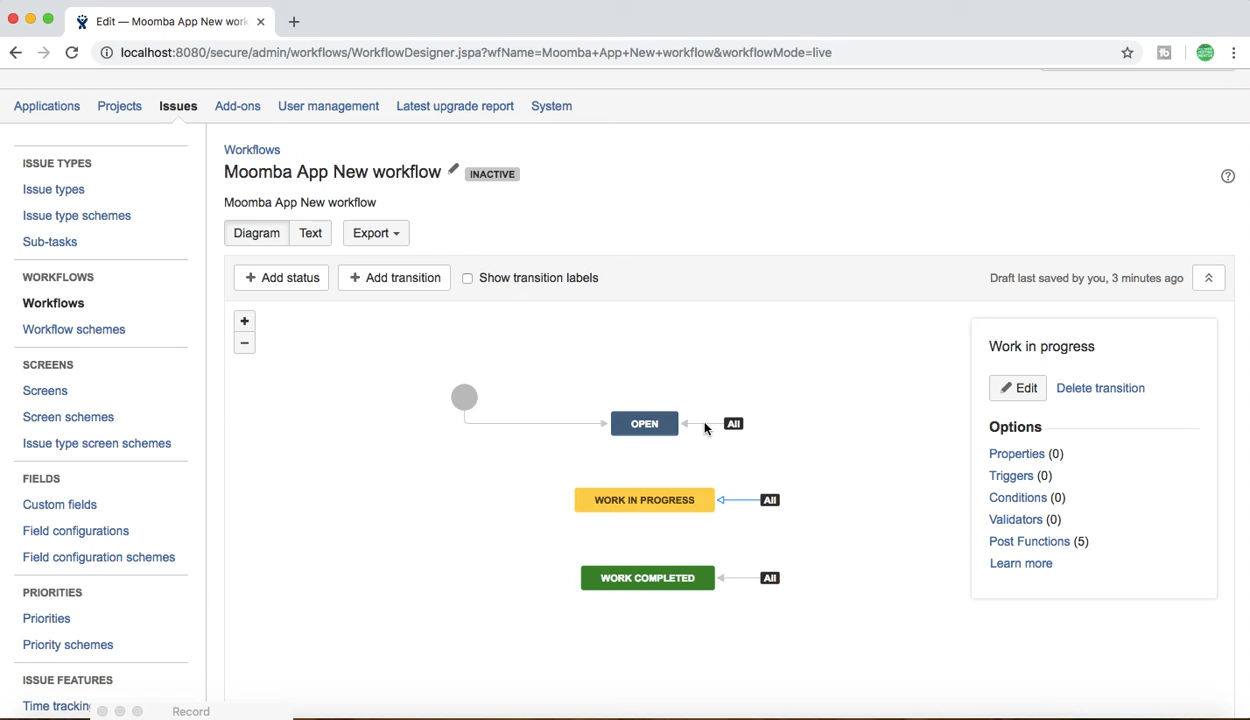 Edit — Moomba App New work
localhost:8080/secure/admin/workflows/WorkflowDesigner.jspa?wfName=Moomba+App+New+workflow&workflowMode=live
Applications Projects Issues Add-ons User management Latest upgrade report System
ISSUE TYPES
Issue types
Issue type schemes
Sub-tasks
WORKFLOWS
Workflows
Workflow schemes
SCREENS
Screens
Screen schemes
Issue type screen schemes
FIELDS
Custom fields
Field configurations
Field configuration schemes
PRIORITIES
Priorities
Priority schemes
ISSUE FEATURES
Time trackin
Workflows
Moomba App New workflow INACTIVE
Moomba App New workflow
Diagram Text Export
+ Add status + Add transition Show transition labels
Draft last saved by you, 3 minutes ago
+
−
OPEN All
WORK IN PROGRESS All
WORK COMPLETED All
Work in progress
Edit Delete transition
Options
Properties (0)
Triggers (0)
Conditions (0)
Validators (0)
Post Functions (5)
Learn more
Record